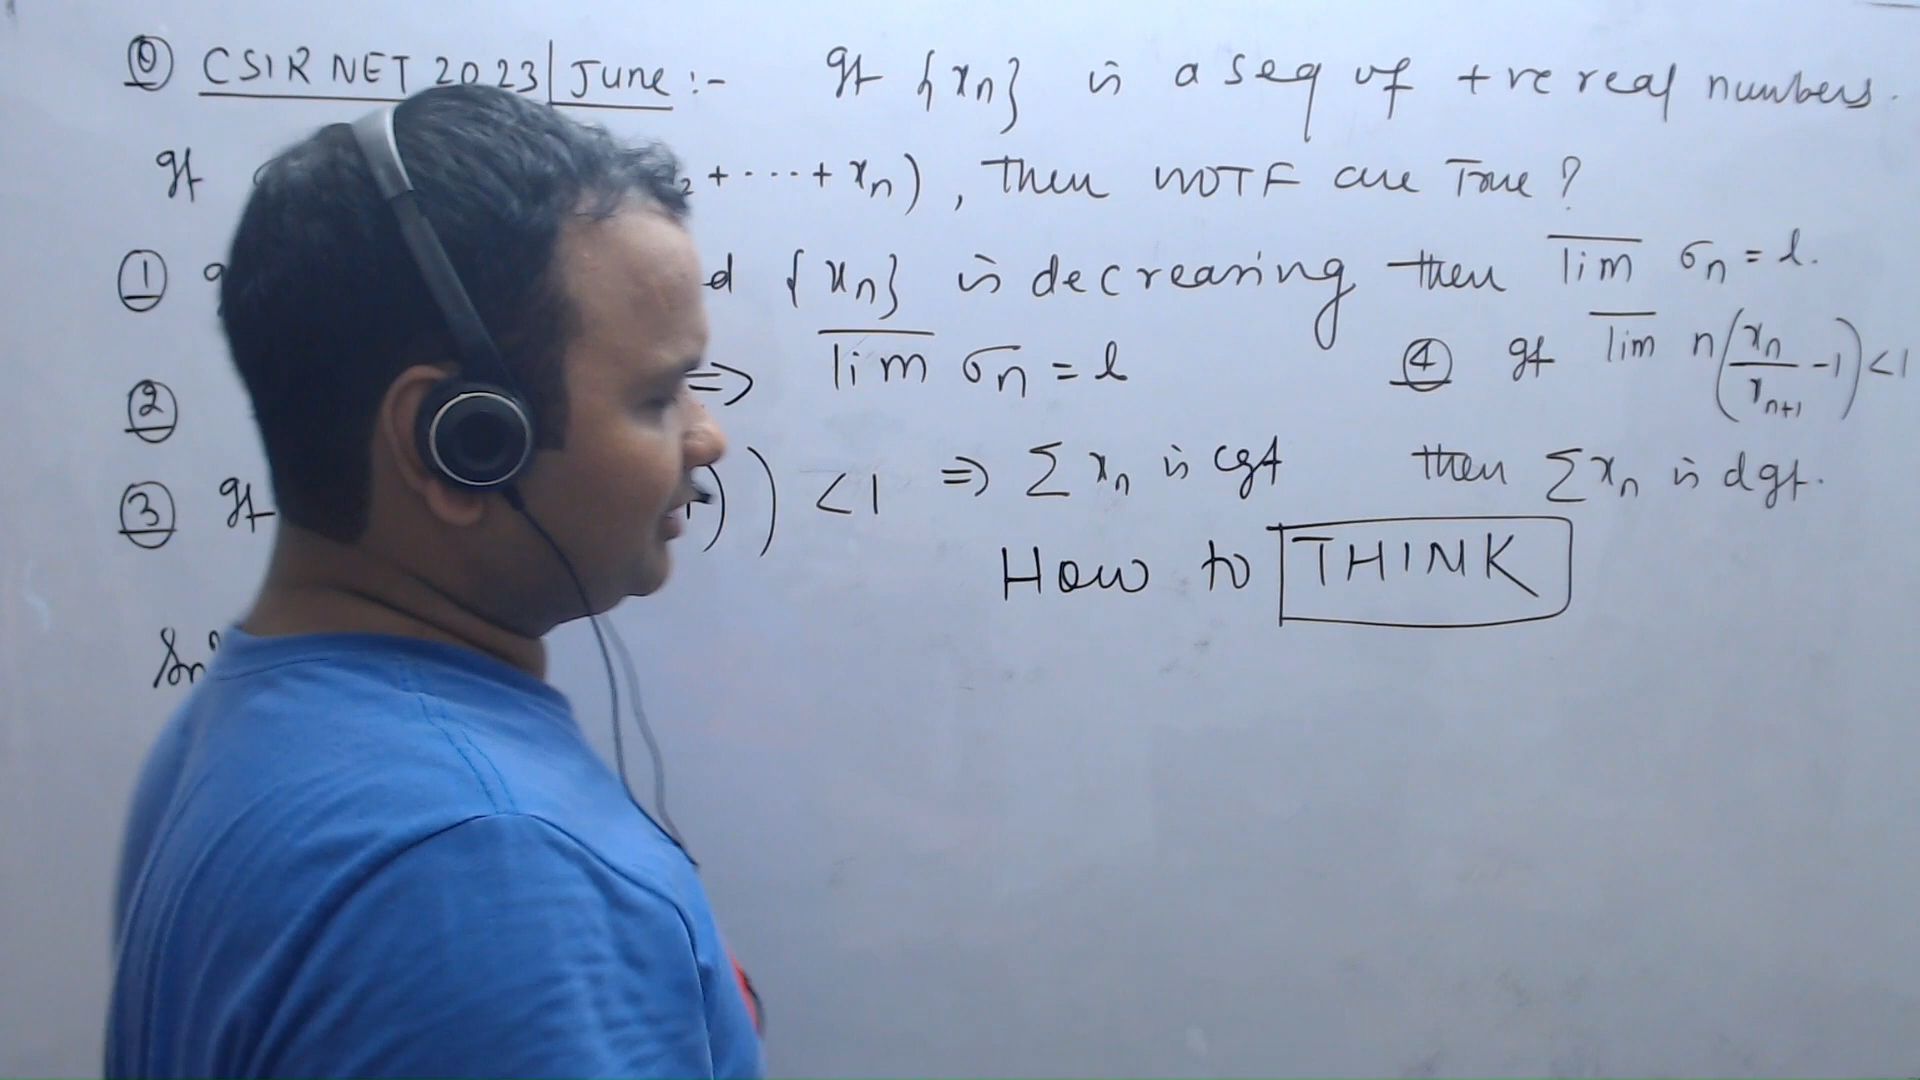 Q CSIR NET 2023|June :- If {xn} is a seq of +ve real numbers.
If 2 + ···· + xn) , Then WOTF are True ?
① d {xn} is decreasing then lim σn = l.
② => lim σn = l
④ If lim n(xn/xn+1 -1) <1
③ If )) <1 => ∑ xn is cgt
then ∑xn is dgt.
How to THINK
Sol